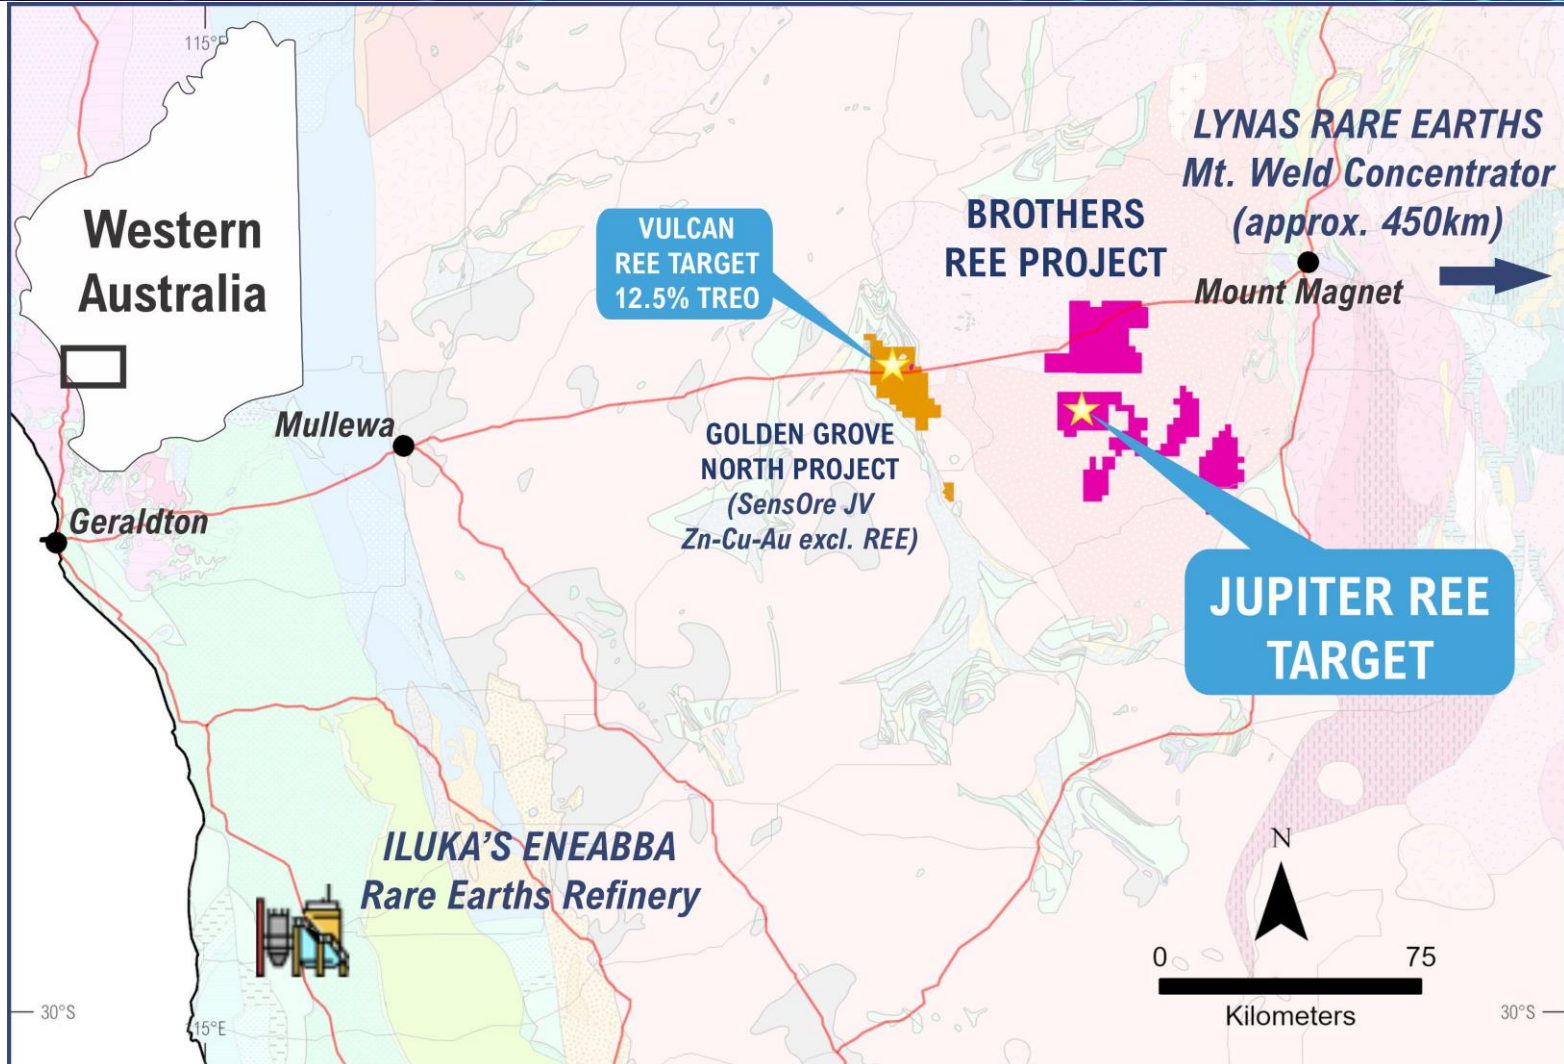 115°E
Western
Australia
LYNAS RARE EARTHS
Mt. Weld Concentrator
(approx. 450km)
VULCAN
REE TARGET
12.5% TREO
BROTHERS
REE PROJECT
Mount Magnet
Mullewa
GOLDEN GROVE
NORTH PROJECT
(SensOre JV
Zn-Cu-Au excl. REE)
Geraldton
JUPITER REE
TARGET
ILUKA'S ENEABBA
Rare Earths Refinery
N
0 75
Kilometers
30°S
30°S
115°E